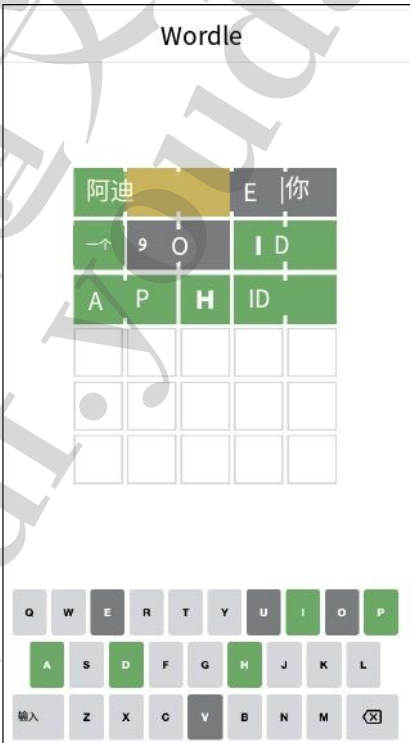 Wordle
阿迪 E 你
一个 9 O I D
A P H ID
Q W E R T Y U I O P
A S D F G H J K L
输入 Z X C V B N M